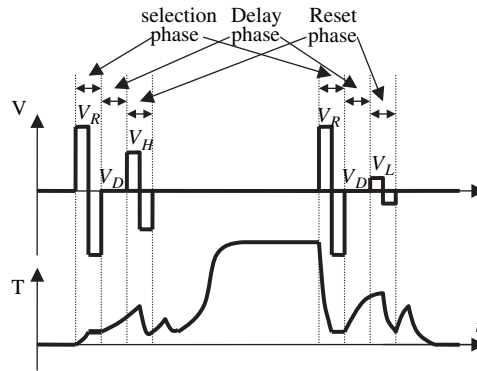 selection phase
Delay phase
Reset phase
V
V_R
V_D
V_H
V_R
V_D
V_L
T